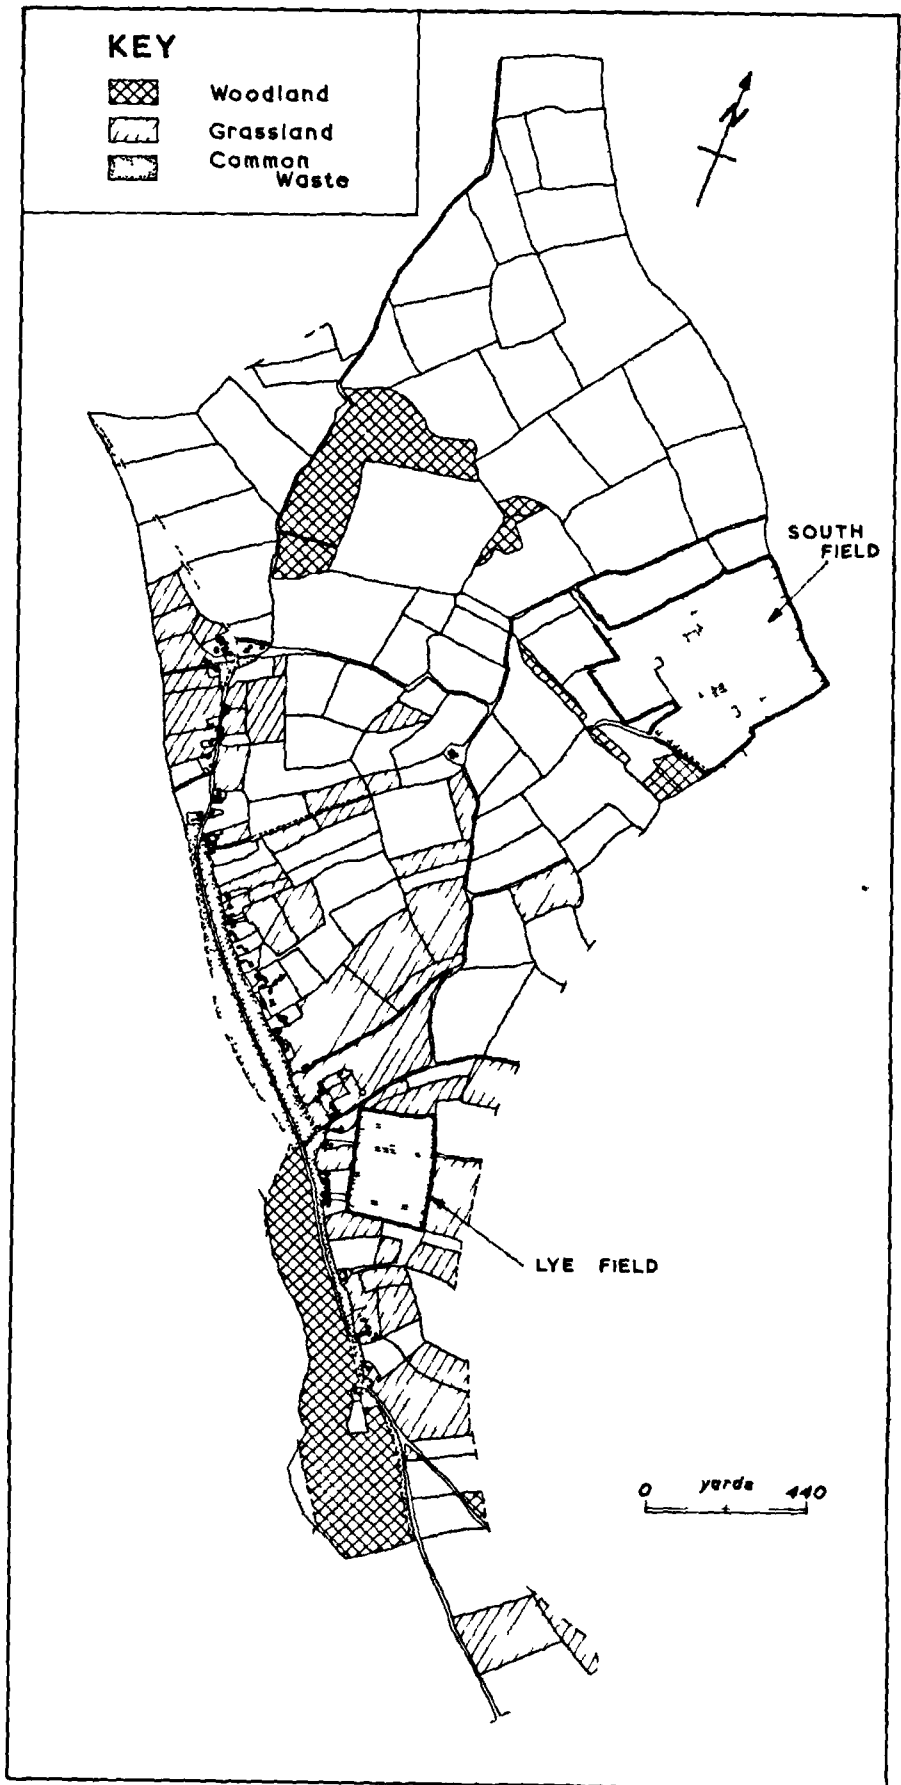 KEY
Woodland
Grassland
Common
Waste
N
SOUTH
FIELD
LYE FIELD
0 yards 440